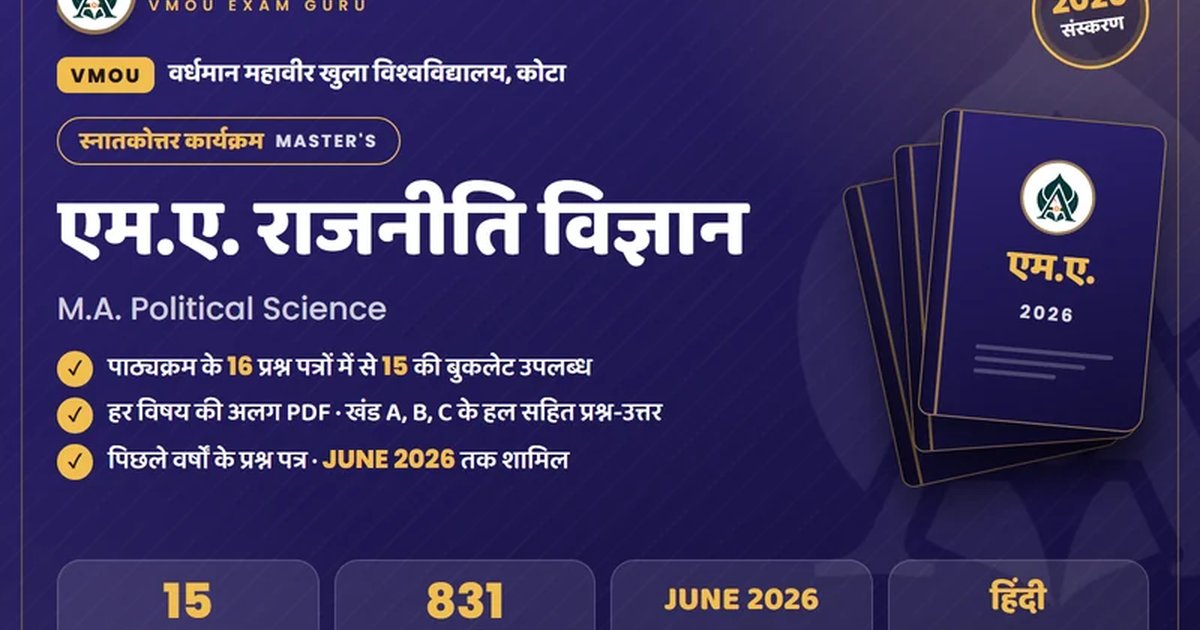 VMOU EXAM GURU
2026
संस्करण
VMOU वर्धमान महावीर खुला विश्वविद्यालय, कोटा
स्नातकोत्तर कार्यक्रम MASTER'S
एम.ए. राजनीति विज्ञान
M.A. Political Science
पाठ्यक्रम के 16 प्रश्न पत्रों में से 15 की बुकलेट उपलब्ध
हर विषय की अलग PDF · खंड A, B, C के हल सहित प्रश्न-उत्तर
पिछले वर्षों के प्रश्न पत्र · JUNE 2026 तक शामिल
एम.ए.
2026
15
831
JUNE 2026
हिंदी